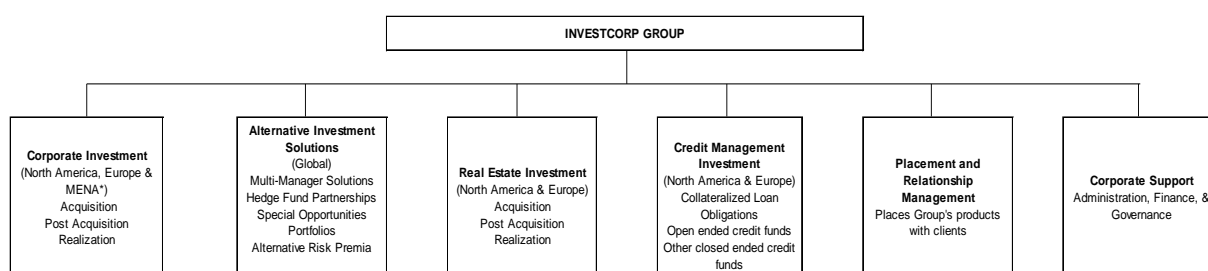 INVESTCORP GROUP
Corporate Investment
(North America, Europe &
MENA*)
Acquisition
Post Acquisition
Realization
Alternative Investment
Solutions
(Global)
Multi-Manager Solutions
Hedge Fund Partnerships
Special Opportunities
Portfolios
Alternative Risk Premia
Real Estate Investment
(North America & Europe)
Acquisition
Post Acquisition
Realization
Credit Management
Investment
(North America & Europe)
Collateralized Loan
Obligations
Open ended credit funds
Other closed ended credit
funds
Placement and
Relationship
Management
Places Group's products
with clients
Corporate Support
Administration, Finance, &
Governance